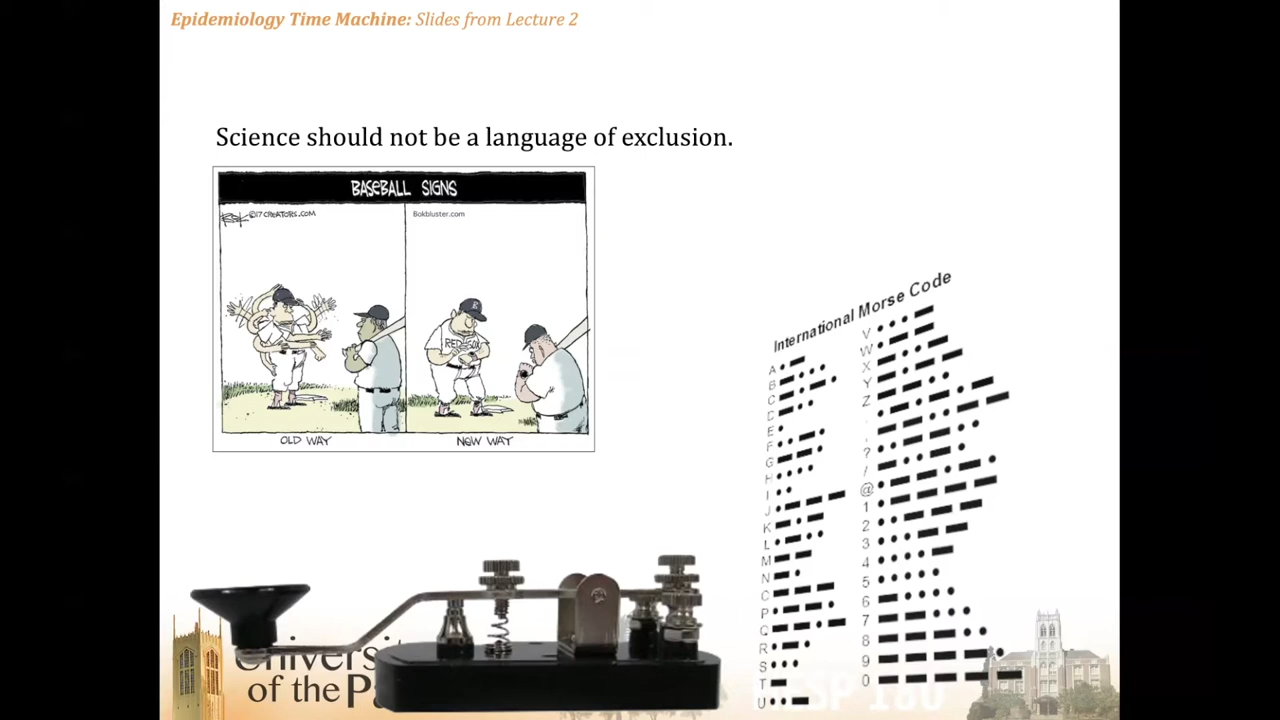 Epidemiology Time Machine: Slides from Lecture 2
Science should not be a language of exclusion.
BASEBALL SIGNS
©17 CREATORS.COM
Bokbluster.com
RED SOX
OLD WAY
NEW WAY
International Morse Code
A
B
C
D
E
F
G
H
I
J
K
L
M
N
P
Q
R
S
T
U
V
W
X
Y
Z
.
,
?
/
@
1
2
3
4
5
6
7
8
9
0
of the